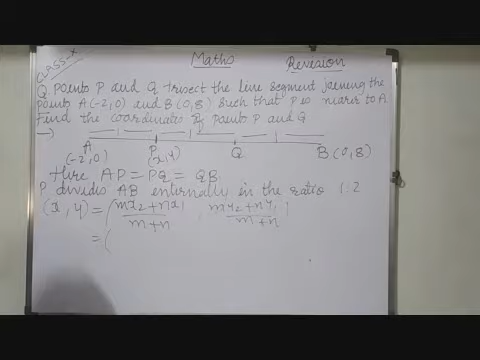 CLASS-X
Maths Revision
Q Points P and Q trisect the line segment joining the
points A(-2,0) and B(0,8) such that P is nearer to A.
Find the coordinates of points P and Q
→ A P Q B(0,8)
(-2,0) (x,y)
Here AP = PQ = QB
P divides AB internally in the ratio 1:2
(x,y) = (mx2+nx1/m+n, my2+ny1/m+n)
= (